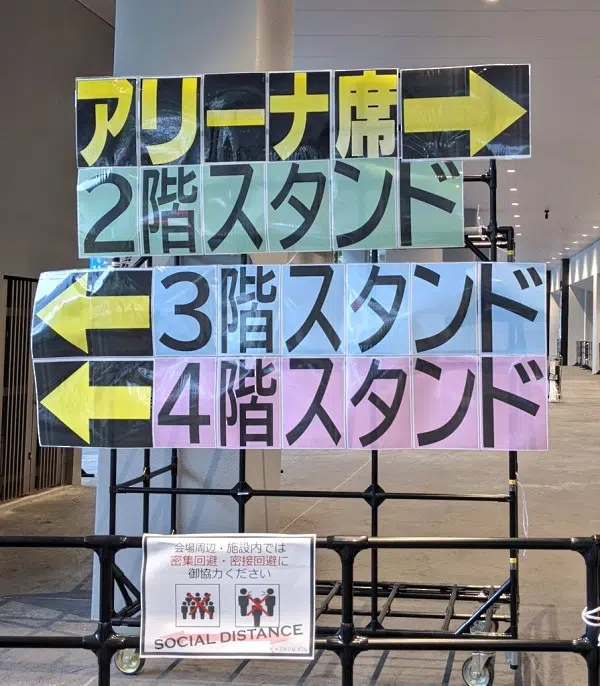 アリーナ席→
2階スタンド
←3階スタンド
←4階スタンド
会場周辺・施設内では
密集回避・密接回避に
御協力ください
SOCIAL DISTANCE